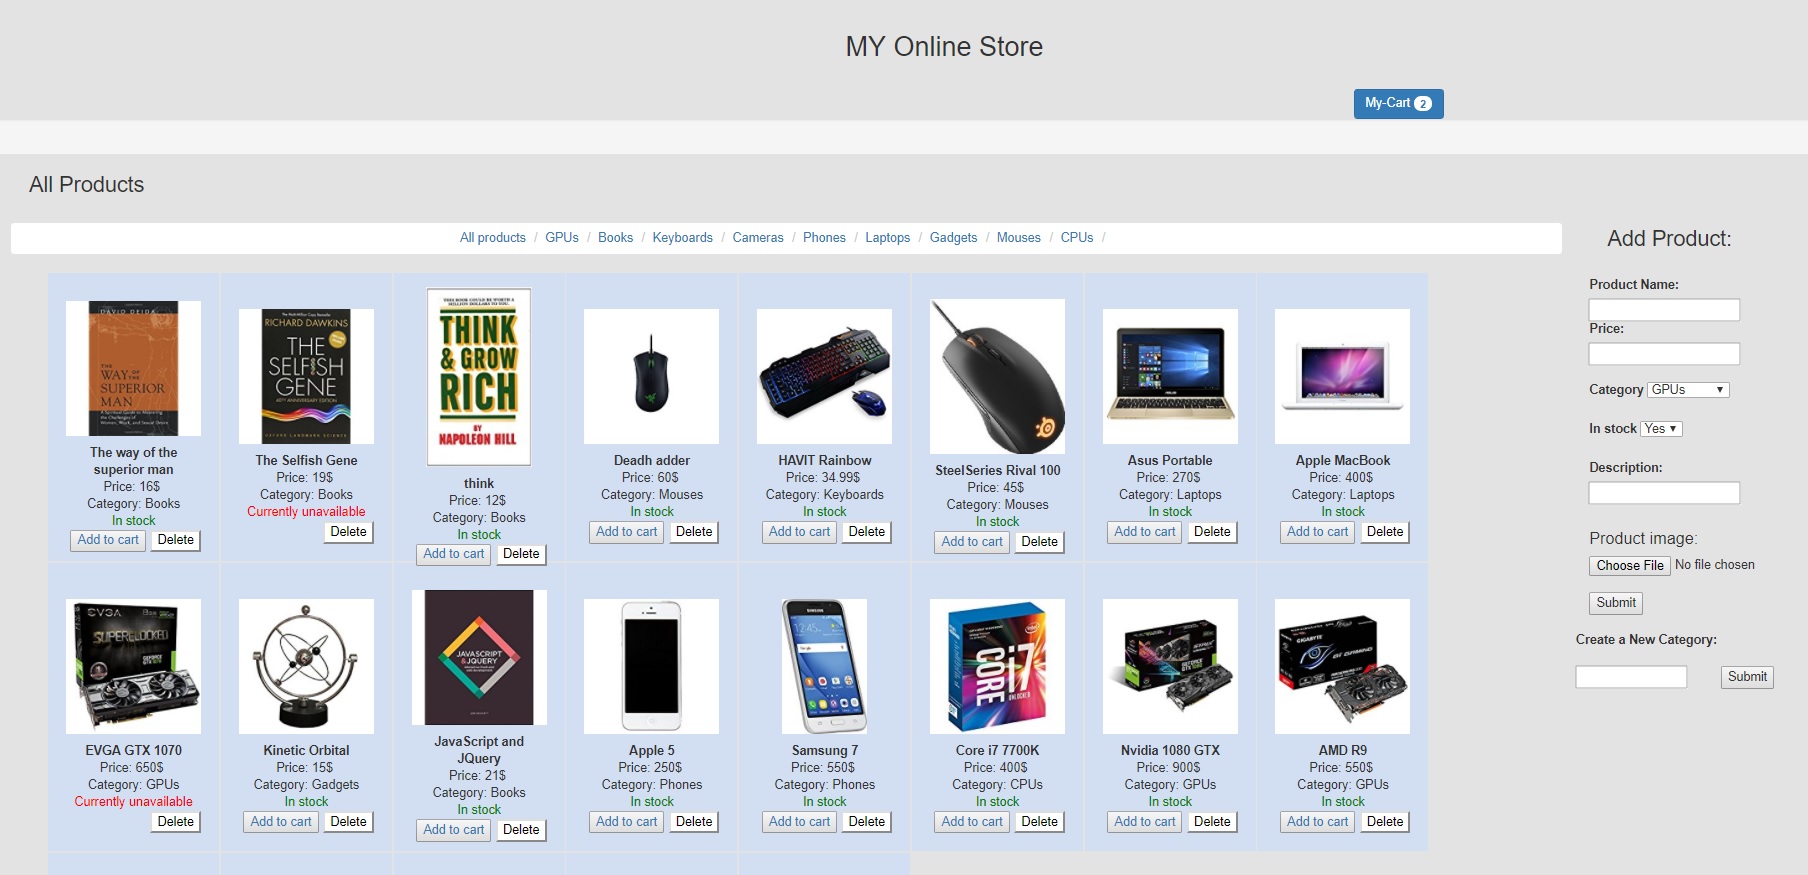 MY Online Store
My-Cart 2
All Products
All products / GPUs / Books / Keyboards / Cameras / Phones / Laptops / Gadgets / Mouses / CPUs /
DAVID DEIDA
THE
WAY OF THE
SUPERIOR
MAN
The way of the
superior man
Price: 16$
Category: Books
In stock
Add to cart Delete
RICHARD DAWKINS
THE
SELFISH
GENE
The Selfish Gene
Price: 19$
Category: Books
Currently unavailable
Delete
THINK
& GROW
RICH
BY
NAPOLEON HILL
think
Price: 12$
Category: Books
In stock
Add to cart Delete
Deadh adder
Price: 60$
Category: Mouses
In stock
Add to cart Delete
HAVIT Rainbow
Price: 34.99$
Category: Keyboards
In stock
Add to cart Delete
SteelSeries Rival 100
Price: 45$
Category: Mouses
In stock
Add to cart Delete
Asus Portable
Price: 270$
Category: Laptops
In stock
Add to cart Delete
Apple MacBook
Price: 400$
Category: Laptops
In stock
Add to cart Delete
EVGA
SUPERCLOCKED
EVGA GTX 1070
Price: 650$
Category: GPUs
Currently unavailable
Delete
Kinetic Orbital
Price: 15$
Category: Gadgets
In stock
Add to cart Delete
JAVASCRIPT
& JQUERY
JavaScript and
JQuery
Price: 21$
Category: Books
In stock
Add to cart Delete
Apple 5
Price: 250$
Category: Phones
In stock
Add to cart Delete
SAMSUNG
12:45
Samsung 7
Price: 550$
Category: Phones
In stock
Add to cart Delete
CORE i7
UNLOCKED
Core i7 7700K
Price: 400$
Category: CPUs
In stock
Add to cart Delete
Nvidia 1080 GTX
Price: 900$
Category: GPUs
In stock
Add to cart Delete
GIGABYTE
G1 GAMING
AMD R9
Price: 550$
Category: GPUs
In stock
Add to cart Delete
Add Product:
Product Name:
Price:
Category GPUs
In stock Yes
Description:
Product image:
Choose File No file chosen
Submit
Create a New Category:
Submit